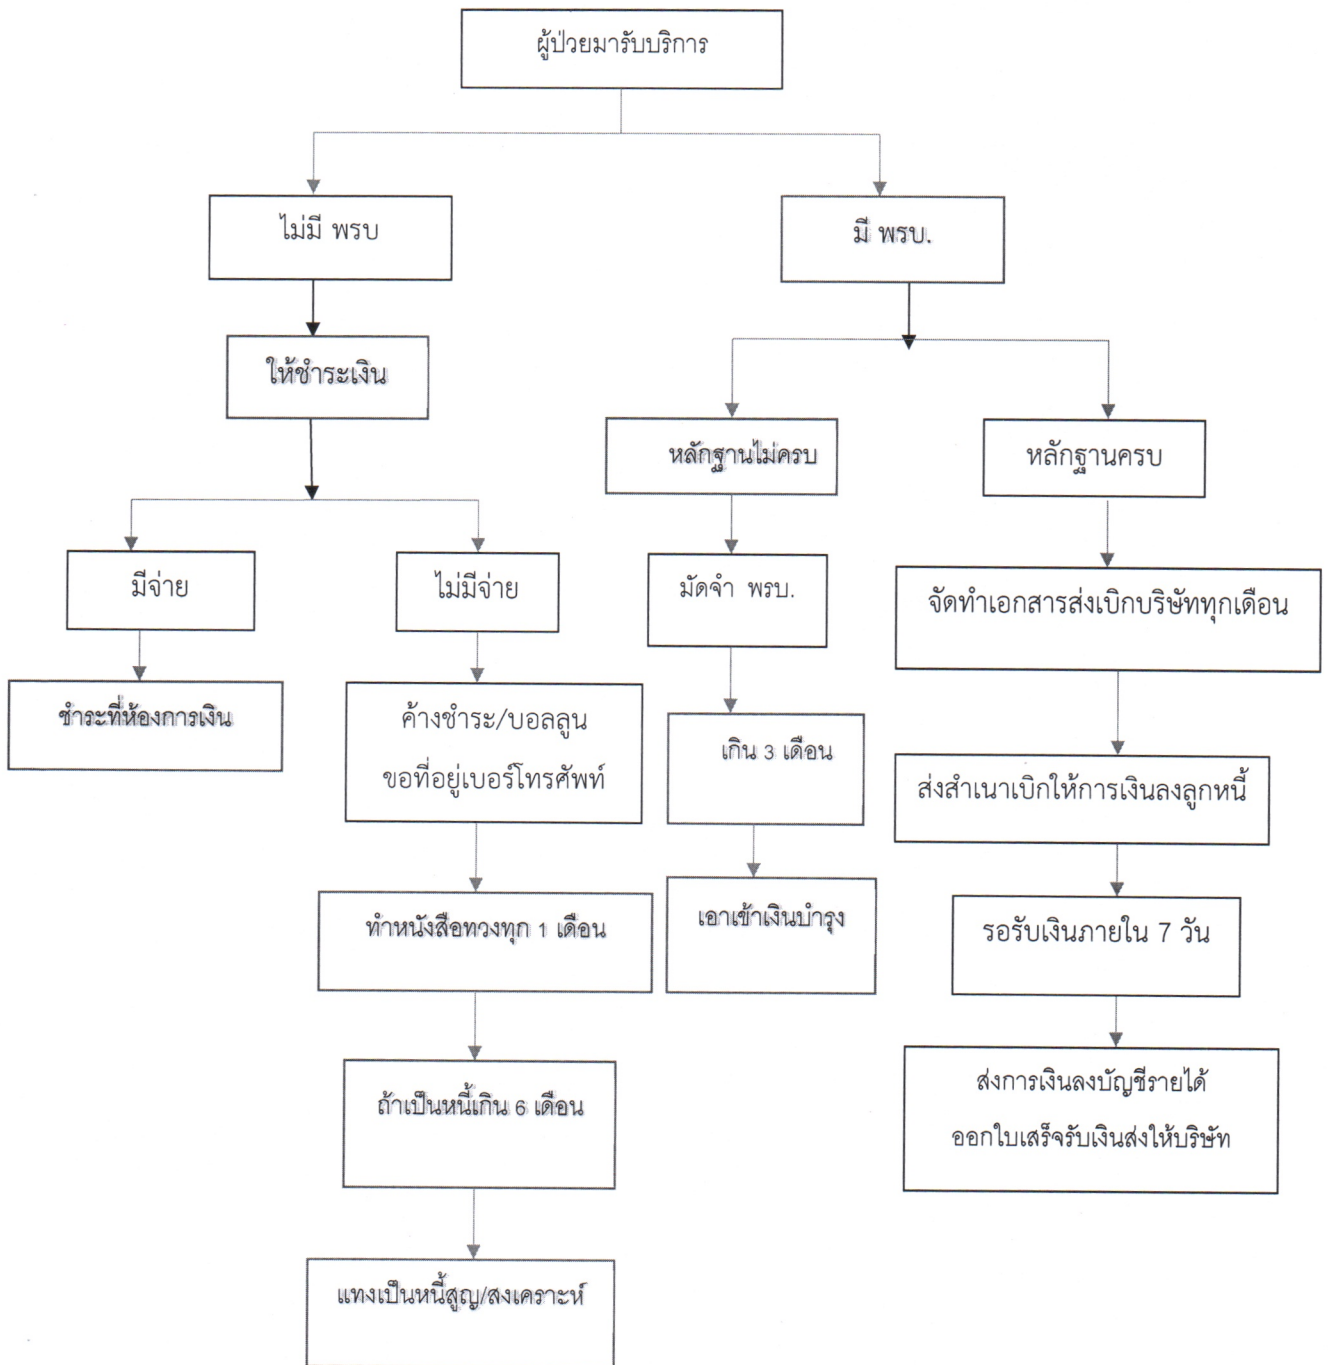 ผู้ป่วยมารับบริการ
ไม่มี พรบ
มี พรบ.
ให้ชำระเงิน
หลักฐานไม่ครบ
หลักฐานครบ
มีจ่าย
ไม่มีจ่าย
มัดจำ พรบ.
จัดทำเอกสารส่งเบิกบริษัททุกเดือน
ชำระที่ห้องการเงิน
ค้างชำระ/บอลลูน
ขอที่อยู่เบอร์โทรศัพท์
เกิน 3 เดือน
ส่งสำเนาเบิกให้การเงินลงลูกหนี้
ทำหนังสือทวงทุก 1 เดือน
เอาเข้าเงินบำรุง
รอรับเงินภายใน 7 วัน
ถ้าเป็นหนี้เกิน 6 เดือน
ส่งการเงินลงบัญชีรายได้
ออกใบเสร็จรับเงินส่งให้บริษัท
แทงเป็นหนี้สูญ/สงเคราะห์